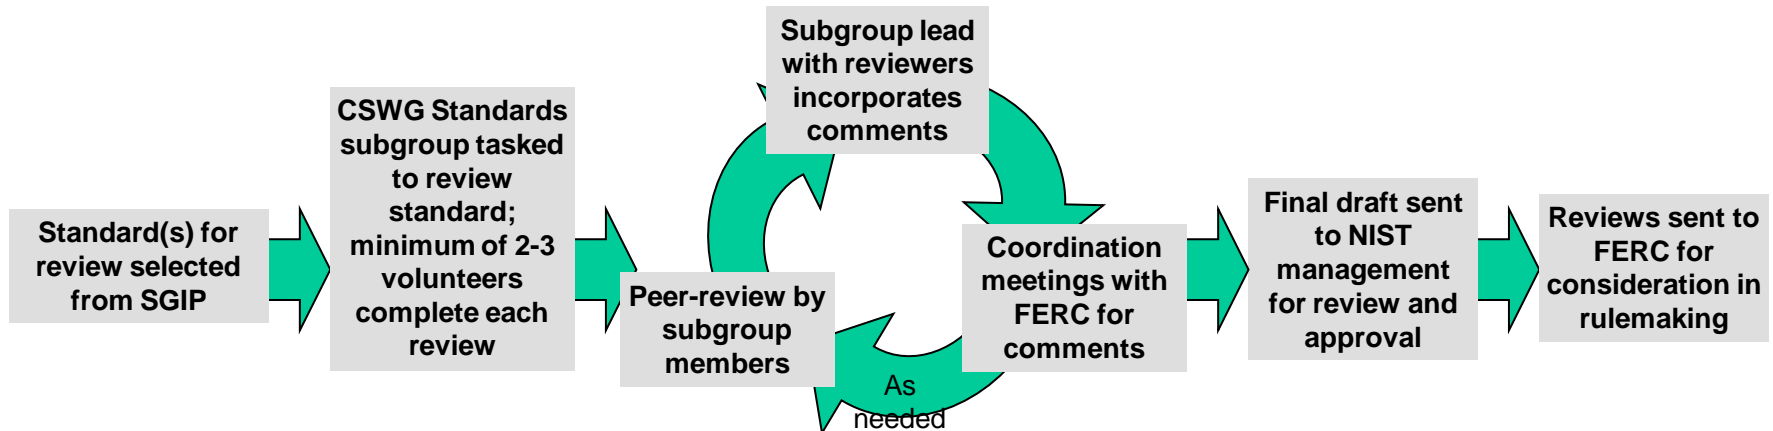 Standard(s) for
review selected
from SGIP
CSWG Standards
subgroup tasked
to review
standard;
minimum of 2-3
volunteers
complete each
review
Peer-review by
subgroup
members
Subgroup lead
with reviewers
incorporates
comments
Coordination
meetings with
FERC for
comments
As
needed
Final draft sent
to NIST
management
for review and
approval
Reviews sent to
FERC for
consideration in
rulemaking